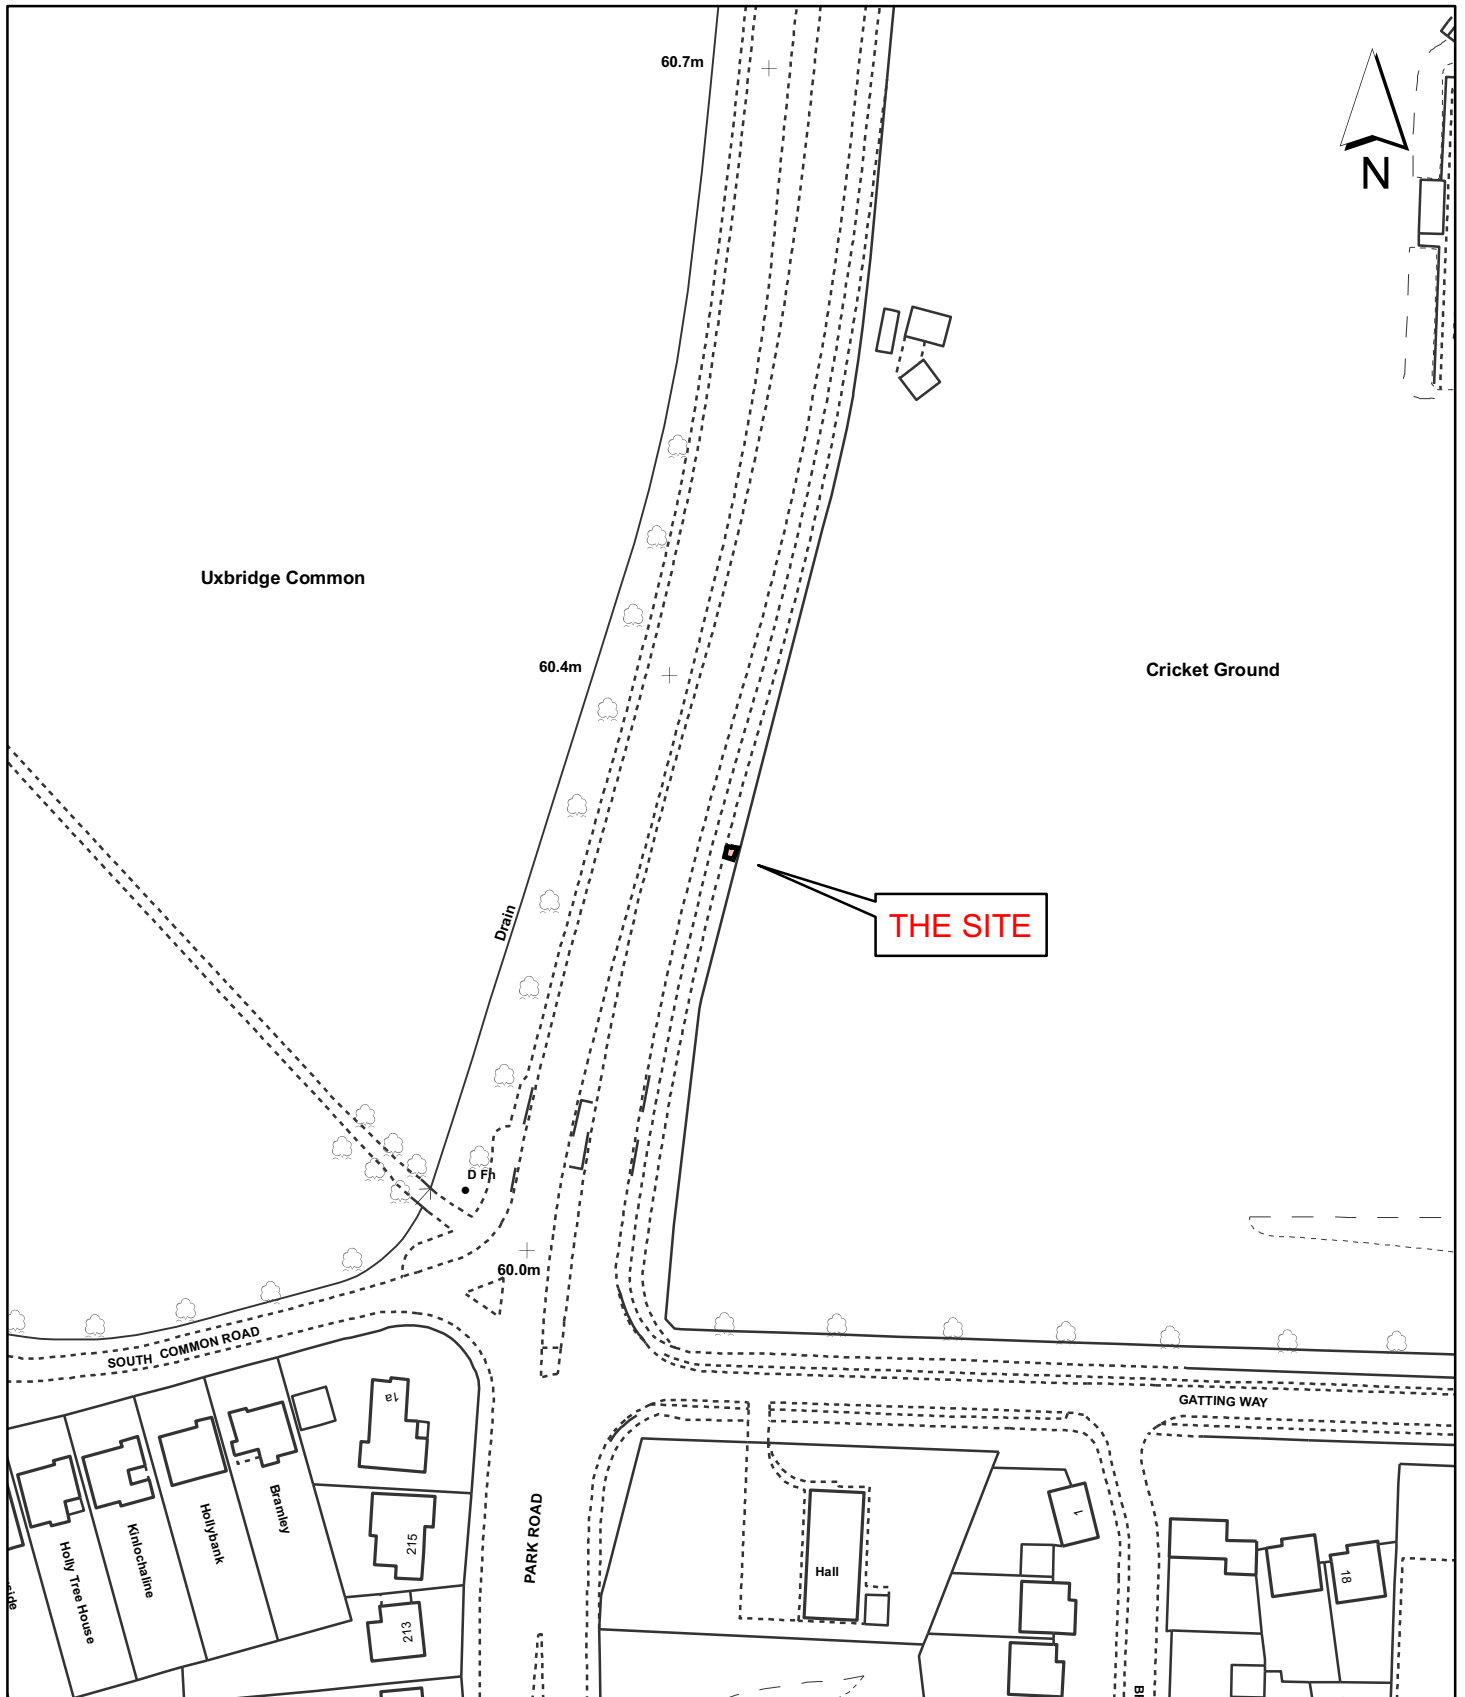 60.7m
N
Uxbridge Common
60.4m
Cricket Ground
Drain
THE SITE
D Fn
60.0m
SOUTH COMMON ROAD
GATTING WAY
1a
Bramley
Hollybank
Kinlochaline
Holly Tree House
215
213
PARK ROAD
Hall
1
18